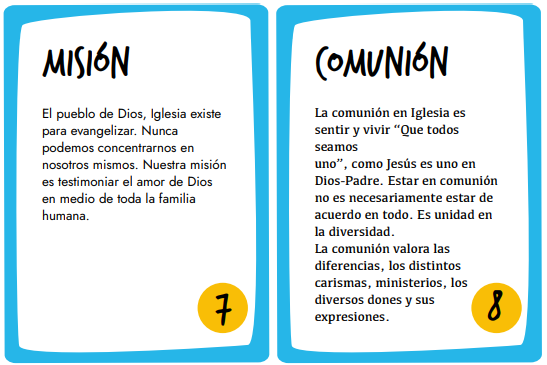 MISIÓN
El pueblo de Dios, Iglesia existe
para evangelizar. Nunca
podemos concentrarnos en
nosotros mismos. Nuestra misión
es testimoniar el amor de Dios
en medio de toda la familia
humana.
7
COMUNIÓN
La comunión en Iglesia es
sentir y vivir “Que todos
seamos
uno”, como Jesús es uno en
Dios-Padre. Estar en comunión
no es necesariamente estar de
acuerdo en todo. Es unidad en
la diversidad.
La comunión valora las
diferencias, los distintos
carismas, ministerios, los
diversos dones y sus
expresiones.
8